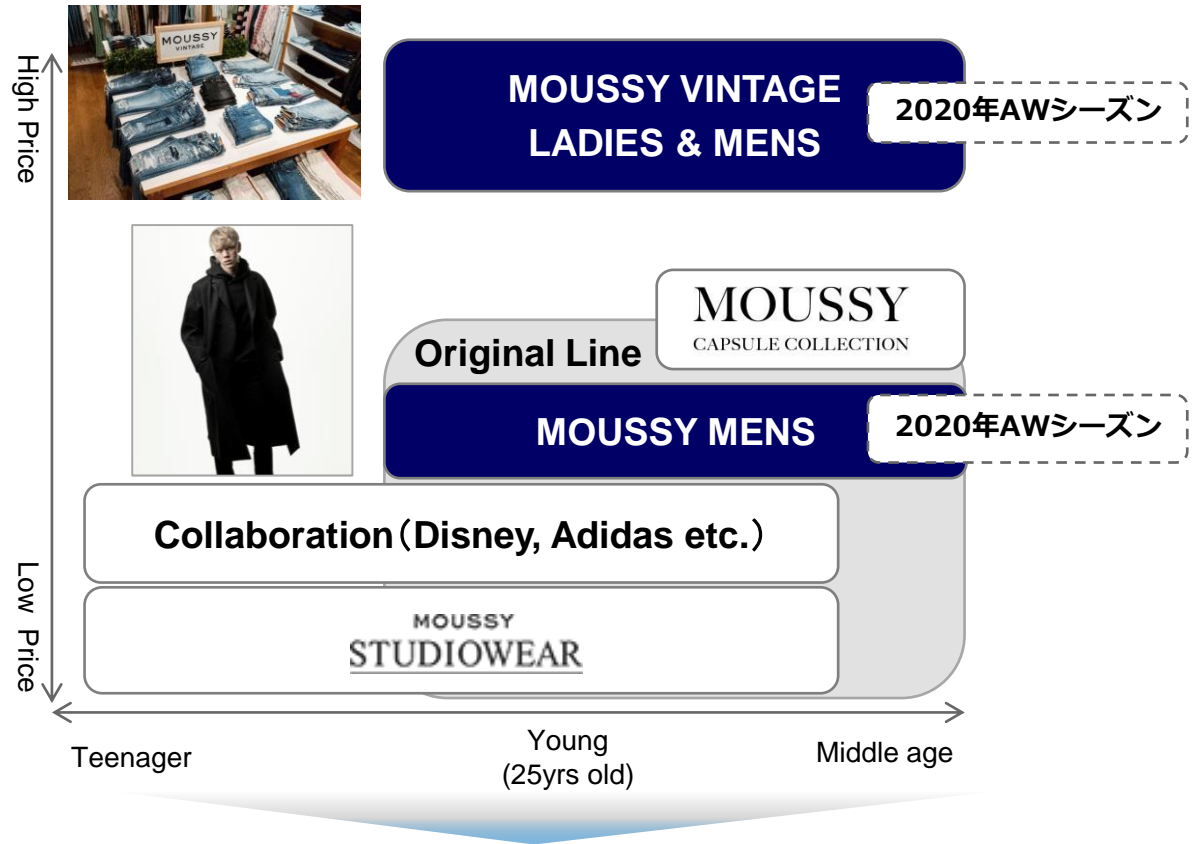 High Price
MOUSSY
VINTAGE
MOUSSY VINTAGE
LADIES & MENS
2020年AWシーズン
MOUSSY
CAPSULE COLLECTION
Original Line
MOUSSY MENS
2020年AWシーズン
Collaboration（Disney, Adidas etc.）
MOUSSY
STUDIOWEAR
Low Price
Teenager
Young
(25yrs old)
Middle age